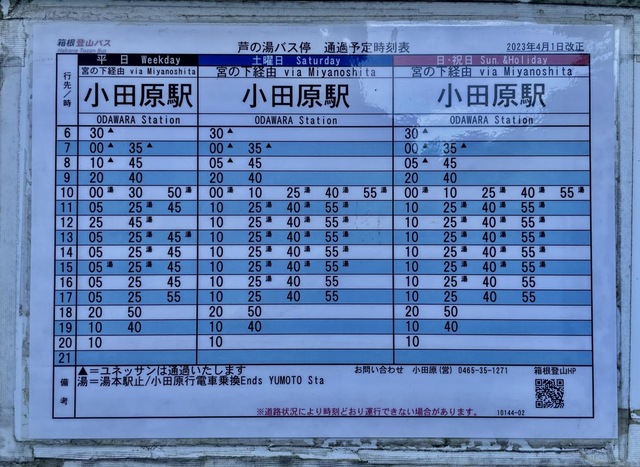 箱根登山バス 芦の湯バス停 通過予定時刻表 2023年4月1日改正
Hakone Tozan Bus
行先/時 平日 Weekday 土曜日 Saturday 日・祝日 Sun.&Holiday
宮の下経由 via Miyanoshita 宮の下経由 via Miyanoshita 宮の下経由 via Miyanoshita
小田原駅 小田原駅 小田原駅
ODAWARA Station ODAWARA Station ODAWARA Station
6 30▲ 30▲ 30▲
7 00▲ 35▲ 00▲ 35▲ 00▲ 35▲
8 10▲ 45 05▲ 45 05▲ 45
9 20 40 20 40 20 40
10 00湯 30 50湯 00湯 10 25湯 40湯 55湯 00湯 10 25湯 40湯 55湯
11 05 25湯 45 10 25湯 40湯 55湯 10 25湯 40湯 55湯
12 25 45湯 10 25湯 40湯 55湯 10 25湯 40湯 55湯
13 05 25湯 45湯 10 25湯 40湯 55湯 10 25湯 40湯 55湯
14 05 25湯 45 10 25湯 40湯 55湯 10 25湯 40湯 55湯
15 05湯 25湯 45 10 25湯 40湯 55湯 10 25湯 40湯 55湯
16 05 25湯 45 10 25湯 40湯 55 10 25湯 40湯 55
17 05 25 55 10 25 40 55 10 25 40 55
18 20 50 20 50 20 50
19 10 40 10 40 10 40
20 10 10 10
21
備考 ▲=ユネッサンは通過いたします お問い合わせ 小田原(営) 0465-35-1271 箱根登山HP
湯=湯本駅止/小田原行電車乗換Ends YUMOTO Sta
※道路状況により時刻どおり運行できない場合があります。 10144-02